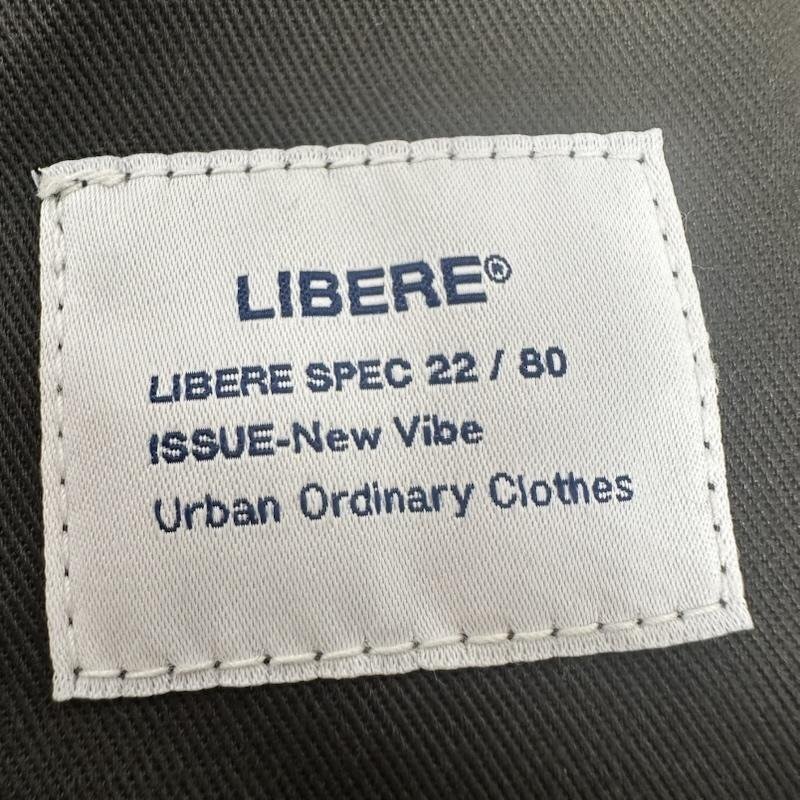 LIBERE®
LIBERE SPEC 22 / 80
ISSUE-New Vibe
Urban Ordinary Clothes